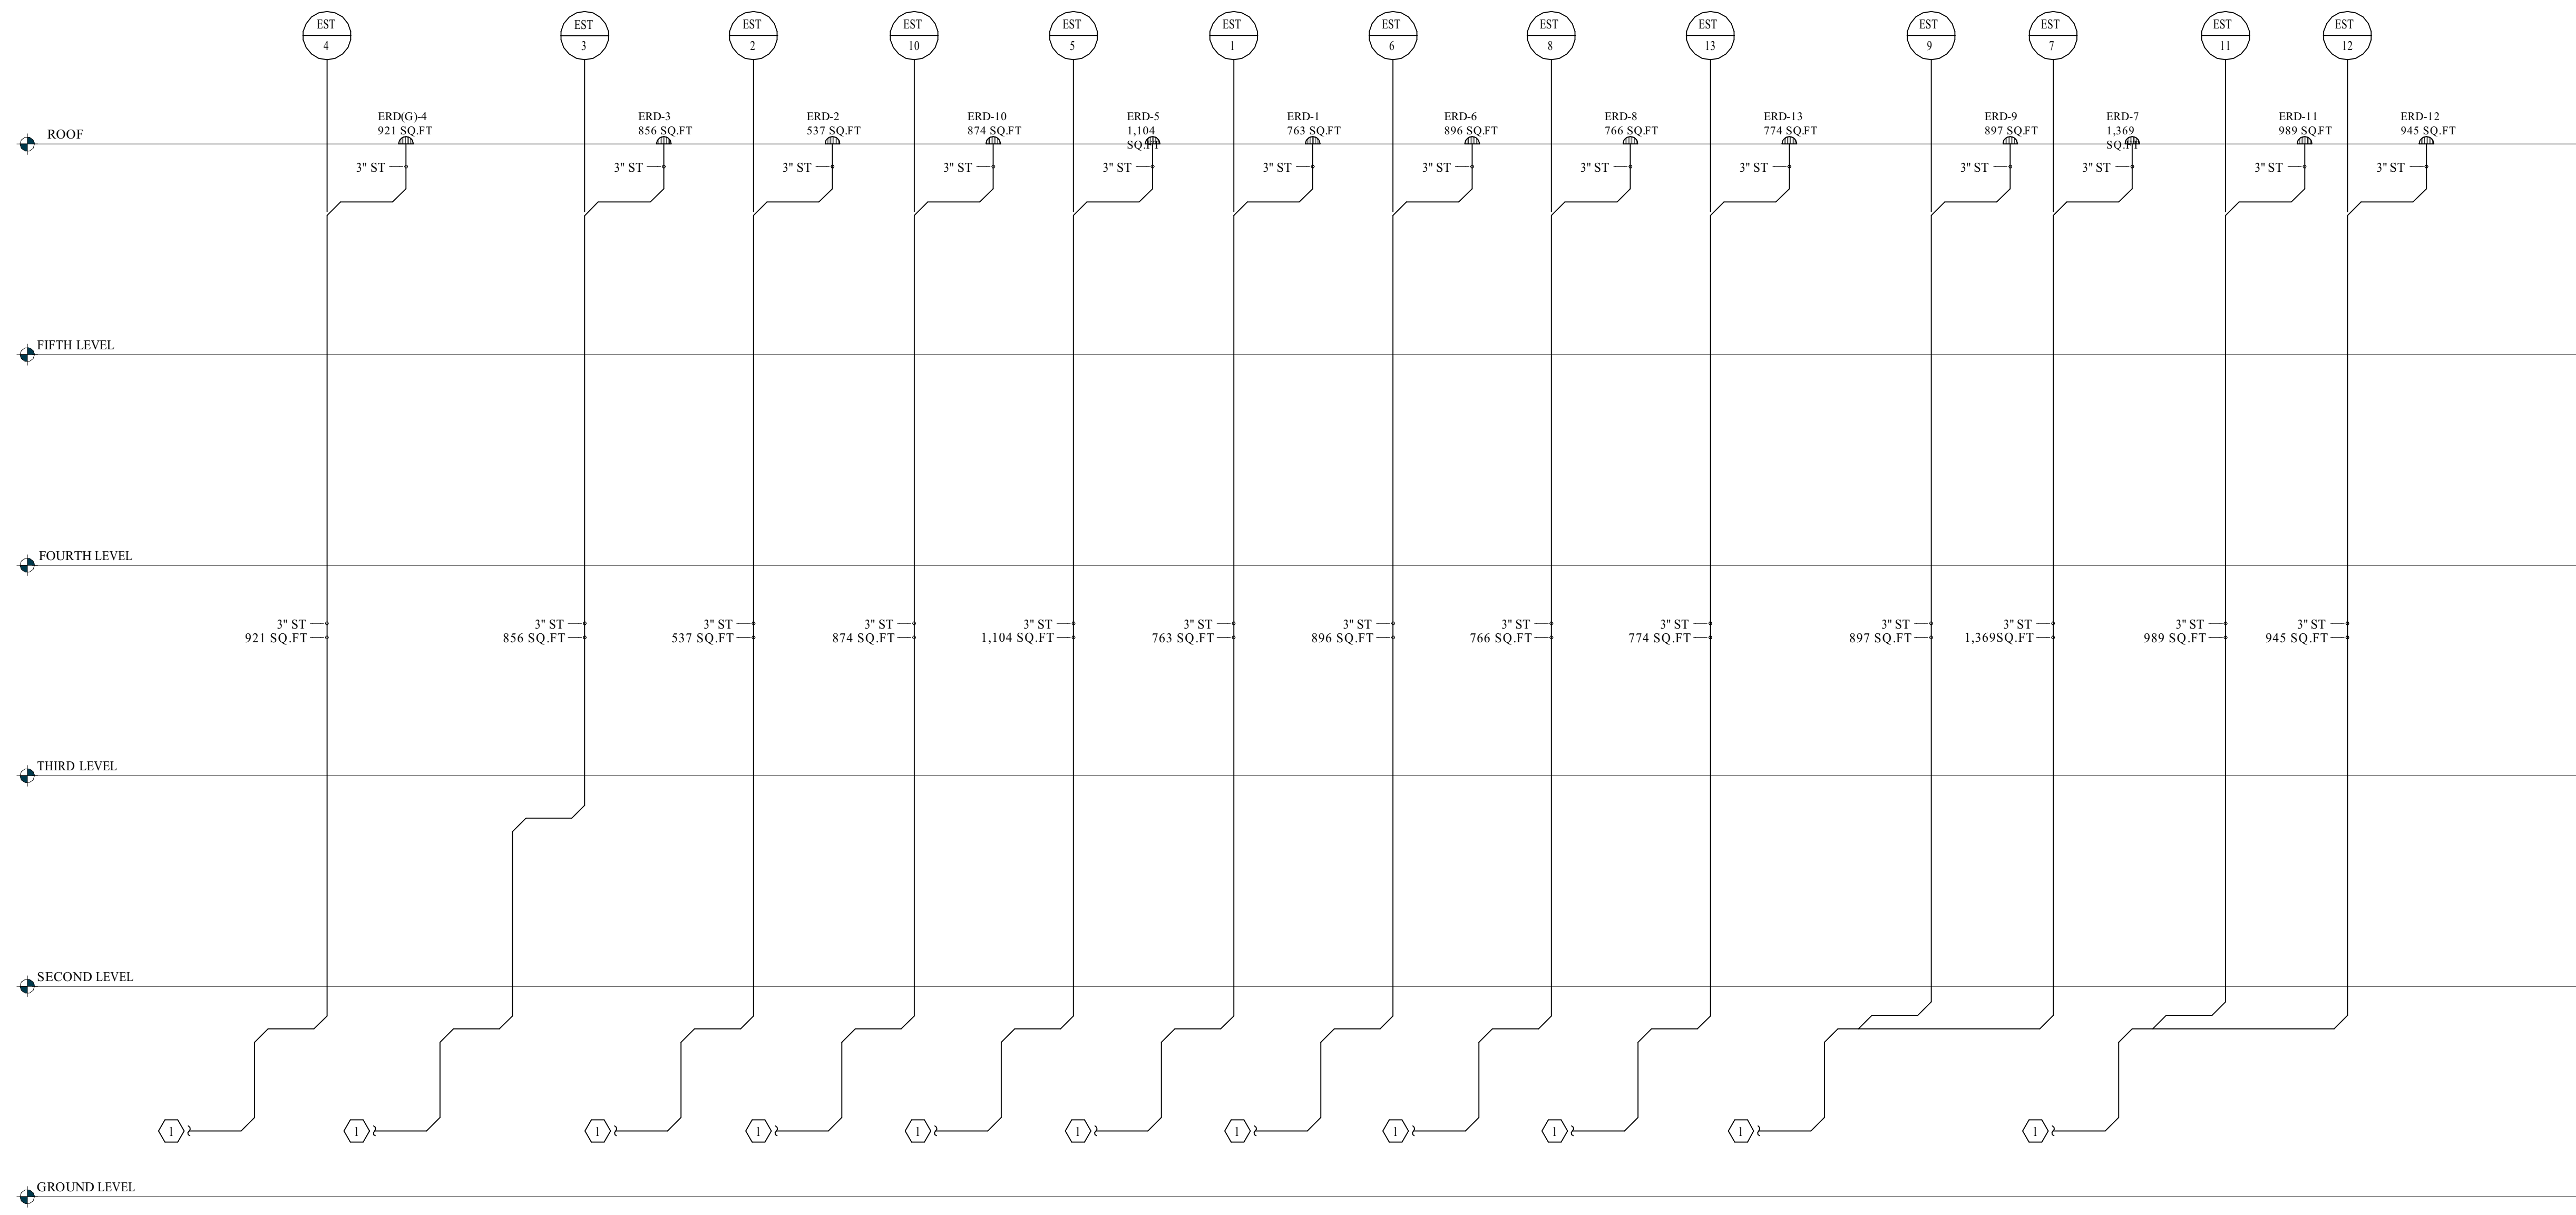 EST
4
EST
3
EST
2
EST
10
EST
5
EST
1
EST
6
EST
8
EST
13
EST
9
EST
7
EST
11
EST
12
ROOF
ERD(G)-4
921 SQ.FT
3" ST
ERD-3
856 SQ.FT
3" ST
ERD-2
537 SQ.FT
3" ST
ERD-10
874 SQ.FT
3" ST
ERD-5
1,104
SQ.FT
3" ST
ERD-1
763 SQ.FT
3" ST
ERD-6
896 SQ.FT
3" ST
ERD-8
766 SQ.FT
3" ST
ERD-13
774 SQ.FT
3" ST
ERD-9
897 SQ.FT
3" ST
ERD-7
1,369
SQ.FT
3" ST
ERD-11
989 SQ.FT
3" ST
ERD-12
945 SQ.FT
3" ST
FIFTH LEVEL
FOURTH LEVEL
3" ST
921 SQ.FT
3" ST
856 SQ.FT
3" ST
537 SQ.FT
3" ST
874 SQ.FT
3" ST
1,104 SQ.FT
3" ST
763 SQ.FT
3" ST
896 SQ.FT
3" ST
766 SQ.FT
3" ST
774 SQ.FT
3" ST
897 SQ.FT
3" ST
1,369SQ.FT
3" ST
989 SQ.FT
3" ST
945 SQ.FT
THIRD LEVEL
SECOND LEVEL
1
1
1
1
1
1
1
1
1
1
1
GROUND LEVEL